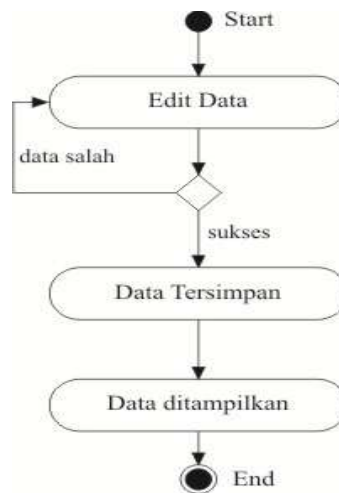 Start
Edit Data
data salah
sukses
Data Tersimpan
Data ditampilkan
End